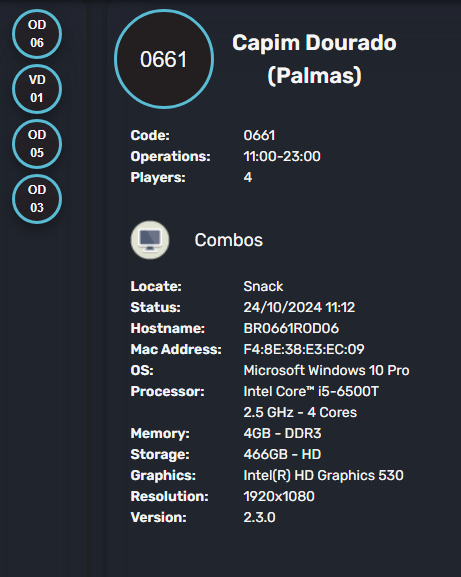 OD
06
VD
01
OD
05
OD
03
0661
Capim Dourado
(Palmas)
Code: 0661
Operations: 11:00-23:00
Players: 4
Combos
Locate: Snack
Status: 24/10/2024 11:12
Hostname: BR0661ROD06
Mac Address: F4:8E:38:E3:EC:09
OS: Microsoft Windows 10 Pro
Processor: Intel Core™ i5-6500T
2.5 GHz - 4 Cores
Memory: 4GB - DDR3
Storage: 466GB - HD
Graphics: Intel(R) HD Graphics 530
Resolution: 1920x1080
Version: 2.3.0